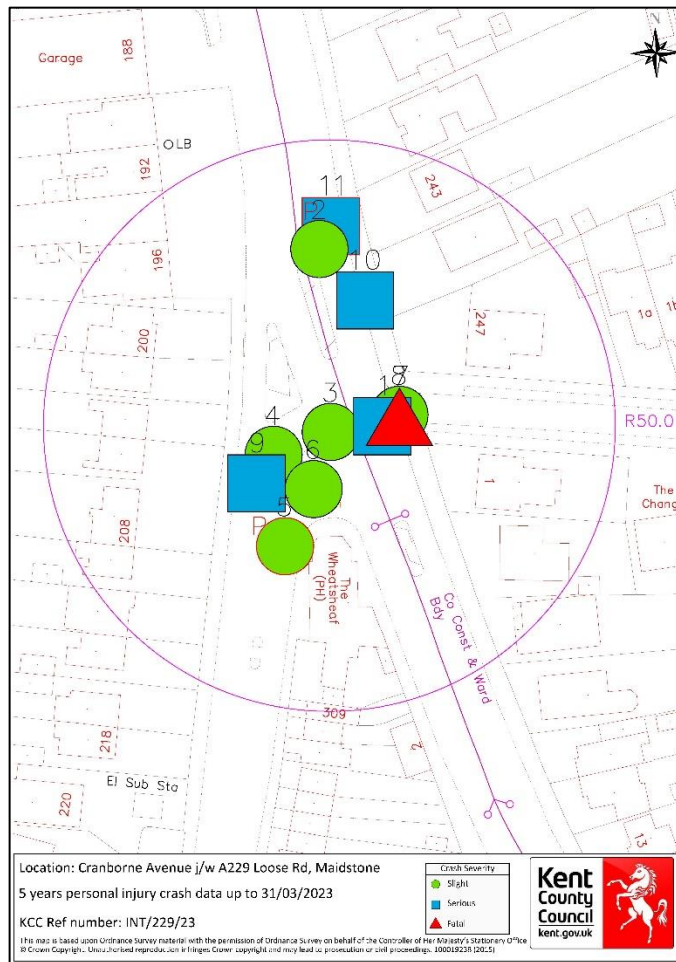 188
Garage
LB
192
243
11
P
2
196
10
247
200
1a
1b
3
8
R50.0
4
9
6
1
The
Chang
5
P
208
The
Wheatsheaf
(PH)
Co Const & Ward
Bdy
309
218
2
El Sub Sta
220
13
Location: Cranborne Avenue j/w A229 Loose Rd, Maidstone
5 years personal injury crash data up to 31/03/2023
KCC Ref number: INT/229/23
Crash Severity
Slight
Serious
Fatal
Kent
County
Council
kent.gov.uk
This map is based upon Ordnance Survey material with the permission of Ordnance Survey on behalf of the Controller of Her Majesty's Stationery Office
© Crown Copyright. Unauthorised reproduction infringes Crown copyright and may lead to prosecution or civil proceedings. 100019238 (2015)